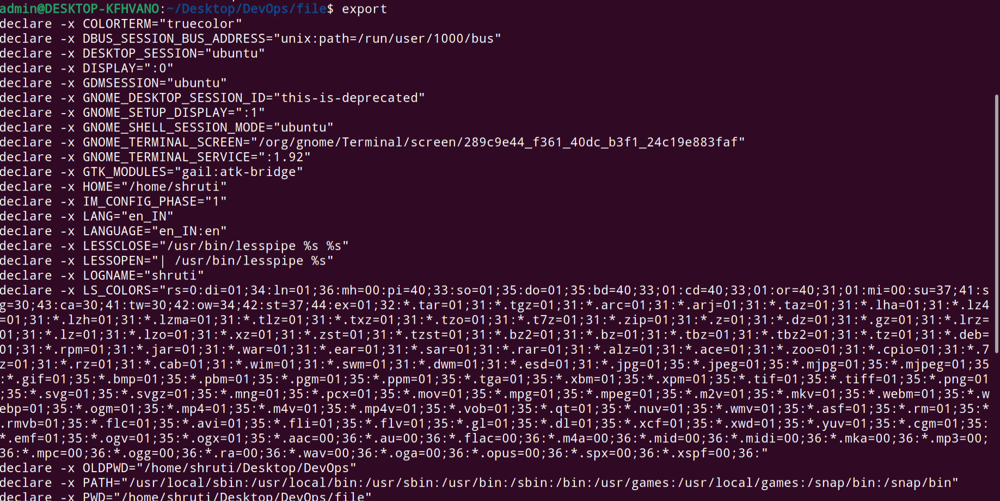 admin@DESKTOP-KFHVANO:~/Desktop/DevOps/file$ export
declare -x COLORTERM="truecolor"
declare -x DBUS_SESSION_BUS_ADDRESS="unix:path=/run/user/1000/bus"
declare -x DESKTOP_SESSION="ubuntu"
declare -x DISPLAY=":0"
declare -x GDMSESSION="ubuntu"
declare -x GNOME_DESKTOP_SESSION_ID="this-is-deprecated"
declare -x GNOME_SETUP_DISPLAY=":1"
declare -x GNOME_SHELL_SESSION_MODE="ubuntu"
declare -x GNOME_TERMINAL_SCREEN="/org/gnome/Terminal/screen/289c9e44_f361_40dc_b3f1_24c19e883faf"
declare -x GNOME_TERMINAL_SERVICE=":1.92"
declare -x GTK_MODULES="gail:atk-bridge"
declare -x HOME="/home/shruti"
declare -x IM_CONFIG_PHASE="1"
declare -x LANG="en_IN"
declare -x LANGUAGE="en_IN:en"
declare -x LESSCLOSE="/usr/bin/lesspipe %s %s"
declare -x LESSOPEN="| /usr/bin/lesspipe %s"
declare -x LOGNAME="shruti"
declare -x LS_COLORS="rs=0:di=01;34:ln=01;36:mh=00:pi=40;33:so=01;35:do=01;35:bd=40;33;01:cd=40;33;01:or=40;31;01:mi=00:su=37;41:s
g=30;43:ca=30;41:tw=30;42:ow=34;42:st=37;44:ex=01;32:*.tar=01;31:*.tgz=01;31:*.arc=01;31:*.arj=01;31:*.taz=01;31:*.lha=01;31:*.lz4
=01;31:*.lzh=01;31:*.lzma=01;31:*.tlz=01;31:*.txz=01;31:*.tzo=01;31:*.t7z=01;31:*.zip=01;31:*.z=01;31:*.dz=01;31:*.gz=01;31:*.lrz=
01;31:*.lz=01;31:*.lzo=01;31:*.xz=01;31:*.zst=01;31:*.tzst=01;31:*.bz2=01;31:*.bz=01;31:*.tbz=01;31:*.tbz2=01;31:*.tz=01;31:*.deb=
01;31:*.rpm=01;31:*.jar=01;31:*.war=01;31:*.ear=01;31:*.sar=01;31:*.rar=01;31:*.alz=01;31:*.ace=01;31:*.zoo=01;31:*.cpio=01;31:*.7
z=01;31:*.rz=01;31:*.cab=01;31:*.wim=01;31:*.swm=01;31:*.dwm=01;31:*.esd=01;31:*.jpg=01;35:*.jpeg=01;35:*.mjpg=01;35:*.mjpeg=01;35
:*.gif=01;35:*.bmp=01;35:*.pbm=01;35:*.pgm=01;35:*.ppm=01;35:*.tga=01;35:*.xbm=01;35:*.xpm=01;35:*.tif=01;35:*.tiff=01;35:*.png=01
;35:*.svg=01;35:*.svgz=01;35:*.mng=01;35:*.pcx=01;35:*.mov=01;35:*.mpg=01;35:*.mpeg=01;35:*.m2v=01;35:*.mkv=01;35:*.webm=01;35:*.w
ebp=01;35:*.ogm=01;35:*.mp4=01;35:*.m4v=01;35:*.mp4v=01;35:*.vob=01;35:*.qt=01;35:*.nuv=01;35:*.wmv=01;35:*.asf=01;35:*.rm=01;35:*
.rmvb=01;35:*.flc=01;35:*.avi=01;35:*.fli=01;35:*.flv=01;35:*.gl=01;35:*.dl=01;35:*.xcf=01;35:*.xwd=01;35:*.yuv=01;35:*.cgm=01;35:
*.emf=01;35:*.ogv=01;35:*.ogx=01;35:*.aac=00;36:*.au=00;36:*.flac=00;36:*.m4a=00;36:*.mid=00;36:*.midi=00;36:*.mka=00;36:*.mp3=00;
36:*.mpc=00;36:*.ogg=00;36:*.ra=00;36:*.wav=00;36:*.oga=00;36:*.opus=00;36:*.spx=00;36:*.xspf=00;36:"
declare -x OLDPWD="/home/shruti/Desktop/DevOps"
declare -x PATH="/usr/local/sbin:/usr/local/bin:/usr/sbin:/usr/bin:/sbin:/bin:/usr/games:/usr/local/games:/snap/bin:/snap/bin"
declare -x PWD="/home/shruti/Desktop/DevOps/file"